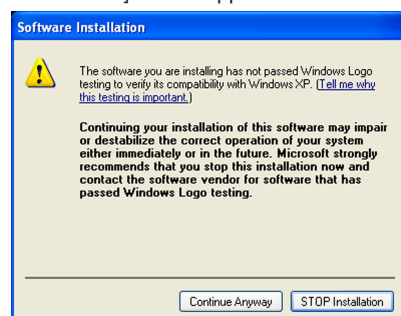 Software Installation
The software you are installing has not passed Windows Logo
testing to verify its compatibility with Windows XP. (Tell me why
this testing is important.)
Continuing your installation of this software may impair
or destabilize the correct operation of your system
either immediately or in the future. Microsoft strongly
recommends that you stop this installation now and
contact the software vendor for software that has
passed Windows Logo testing.
Continue Anyway
STOP Installation